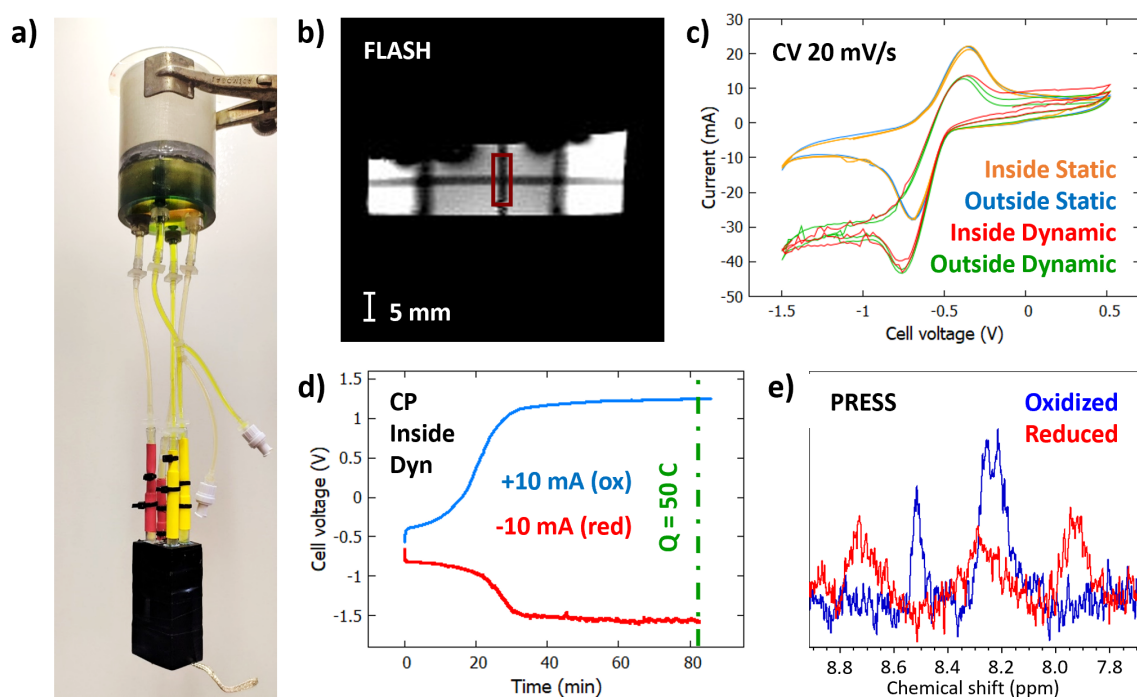 a)
b)
FLASH
5 mm
c)
CV 20 mV/s
30
20
10
0
-10
-20
-30
-40
-50
Current (mA)
Inside Static
Outside Static
Inside Dynamic
Outside Dynamic
-1.5
-1
-0.5
0
0.5
Cell voltage (V)
d)
CP
Inside
Dyn
1.5
1.1
0.5
0
-0.5
-1
-1.5
Cell voltage (V)
+10 mA (ox)
-10 mA (red)
Q = 50 C
0
20
40
60
80
Time (min)
e)
PRESS
Oxidized
Reduced
8.8
8.6
8.4
8.2
8.0
7.8
Chemical shift (ppm)